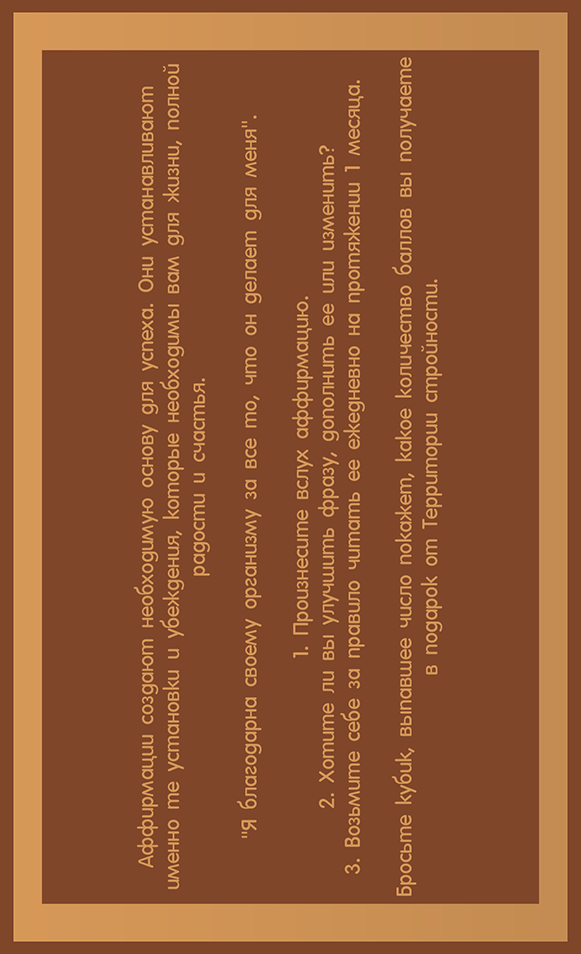 Аффирмации создают необходимую основу для успеха. Они устанавливают
именно те установки и убеждения, которые необходимы вам для жизни, полной
радости и счастья.
"Я благодарна своему организму за все то, что он делает для меня".
1. Произнесите вслух аффирмацию.
2. Хотите ли вы улучшить фразу, дополнить ее или изменить?
3. Возьмите себе за правило читать ее ежедневно на протяжении 1 месяца.
Бросьте кубик, выпавшее число покажет, какое количество баллов вы получаете
в подарок от Территории стройности.